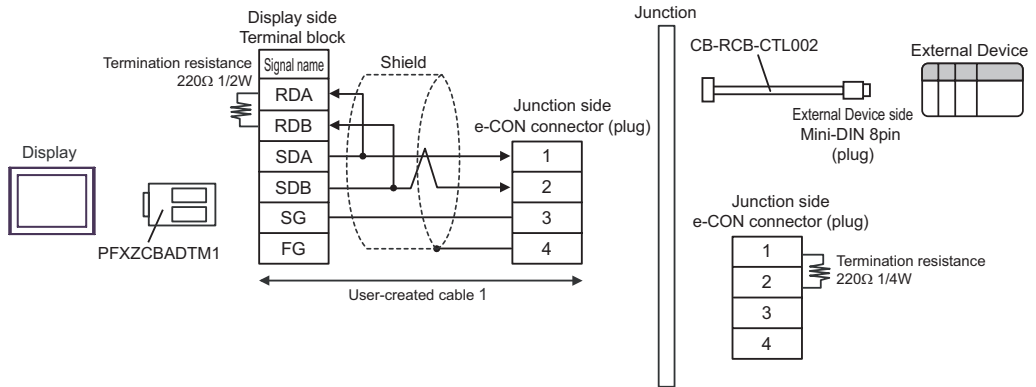 Display
PFXZCBADTM1
Display side
Terminal block
Termination resistance
220Ω 1/2W
Signal name
RDA
RDB
SDA
SDB
SG
FG
Shield
Junction side
e-CON connector (plug)
1
2
3
4
User-created cable 1
Junction
CB-RCB-CTL002
External Device
External Device side
Mini-DIN 8pin
(plug)
Junction side
e-CON connector (plug)
1
2
3
4
Termination resistance
220Ω 1/4W